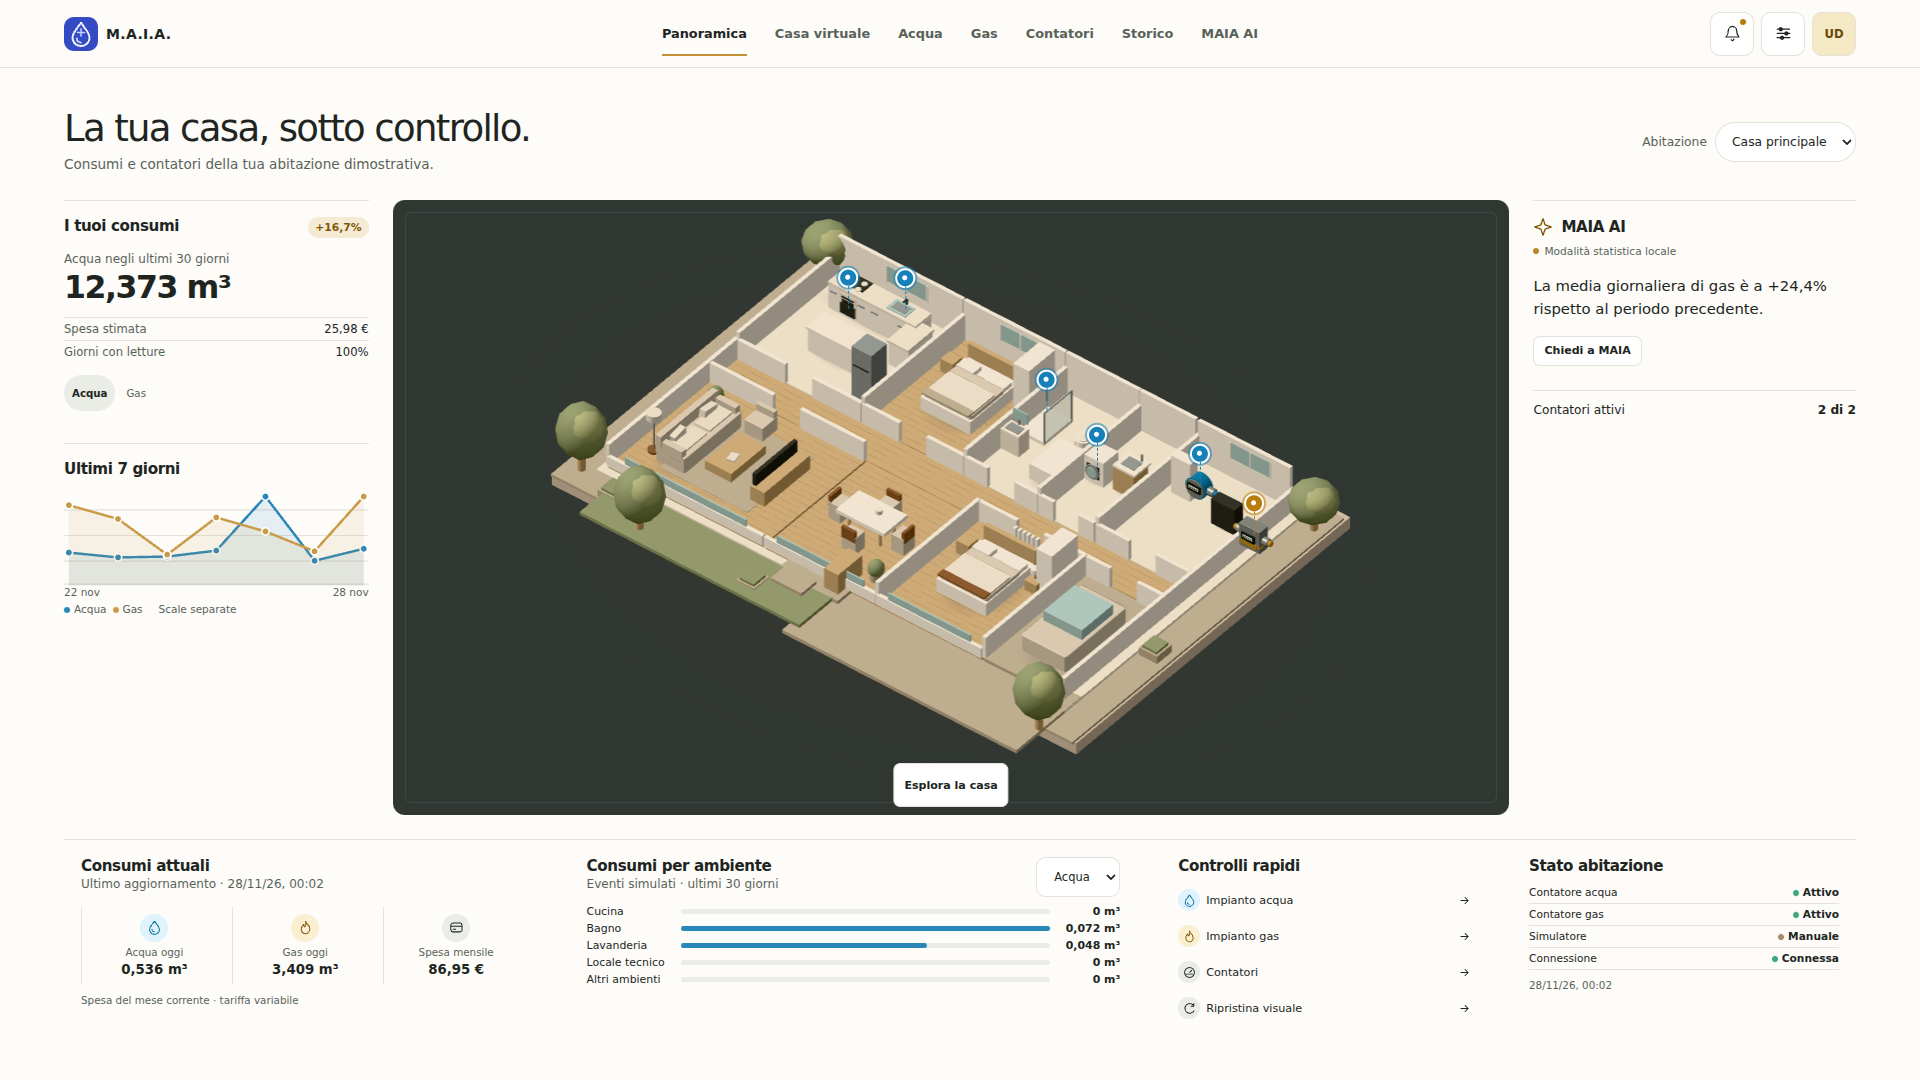 M.A.I.A.
Panoramica
Casa virtuale
Acqua
Gas
Contatori
Storico
MAIA AI
UD
La tua casa, sotto controllo.
Consumi e contatori della tua abitazione dimostrativa.
Abitazione
Casa principale
I tuoi consumi
+16,7%
Acqua negli ultimi 30 giorni
12,373 m³
Spesa stimata 25,98 €
Giorni con letture 100%
Acqua Gas
Ultimi 7 giorni
22 nov 28 nov
Acqua Gas Scale separate
Esplora la casa
MAIA AI
Modalità statistica locale
La media giornaliera di gas è a +24,4%
rispetto al periodo precedente.
Chiedi a MAIA
Contatori attivi 2 di 2
Consumi attuali
Ultimo aggiornamento · 28/11/26, 00:02
Acqua oggi
0,536 m³
Gas oggi
3,409 m³
Spesa mensile
86,95 €
Spesa del mese corrente · tariffa variabile
Consumi per ambiente
Eventi simulati · ultimi 30 giorni
Acqua
Cucina 0 m³
Bagno 0,072 m³
Lavanderia 0,048 m³
Locale tecnico 0 m³
Altri ambienti 0 m³
Controlli rapidi
Impianto acqua
Impianto gas
Contatori
Ripristina visuale
Stato abitazione
Contatore acqua Attivo
Contatore gas Attivo
Simulatore Manuale
Connessione Connessa
28/11/26, 00:02